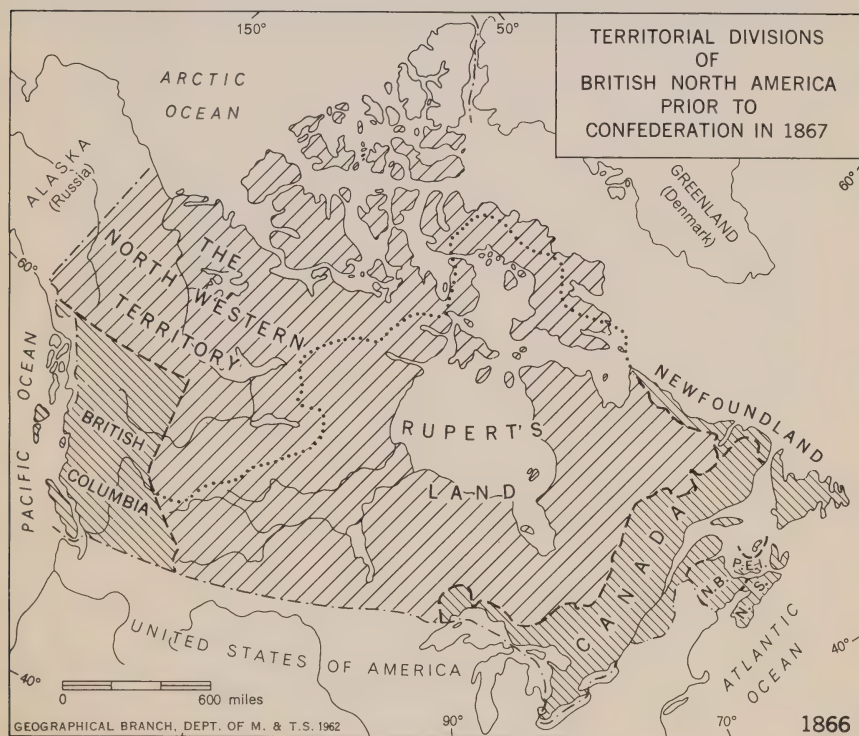 150°
50°
TERRITORIAL DIVISIONS
OF
BRITISH NORTH AMERICA
PRIOR TO
CONFEDERATION IN 1867
ARCTIC
OCEAN
ALASKA
(Russia)
GREENLAND
(Denmark)
60°
60°
THE
NORTH WESTERN
TERRITORY
PACIFIC OCEAN
NEWFOUNDLAND
BRITISH
COLUMBIA
RUPERT'S
LAND
CANADA
P.E.I.
N.B.
N.S.
UNITED STATES OF AMERICA
ATLANTIC
OCEAN
40°
40°
0 600 miles
GEOGRAPHICAL BRANCH, DEPT. OF M. & T.S. 1962
90°
70°
1866